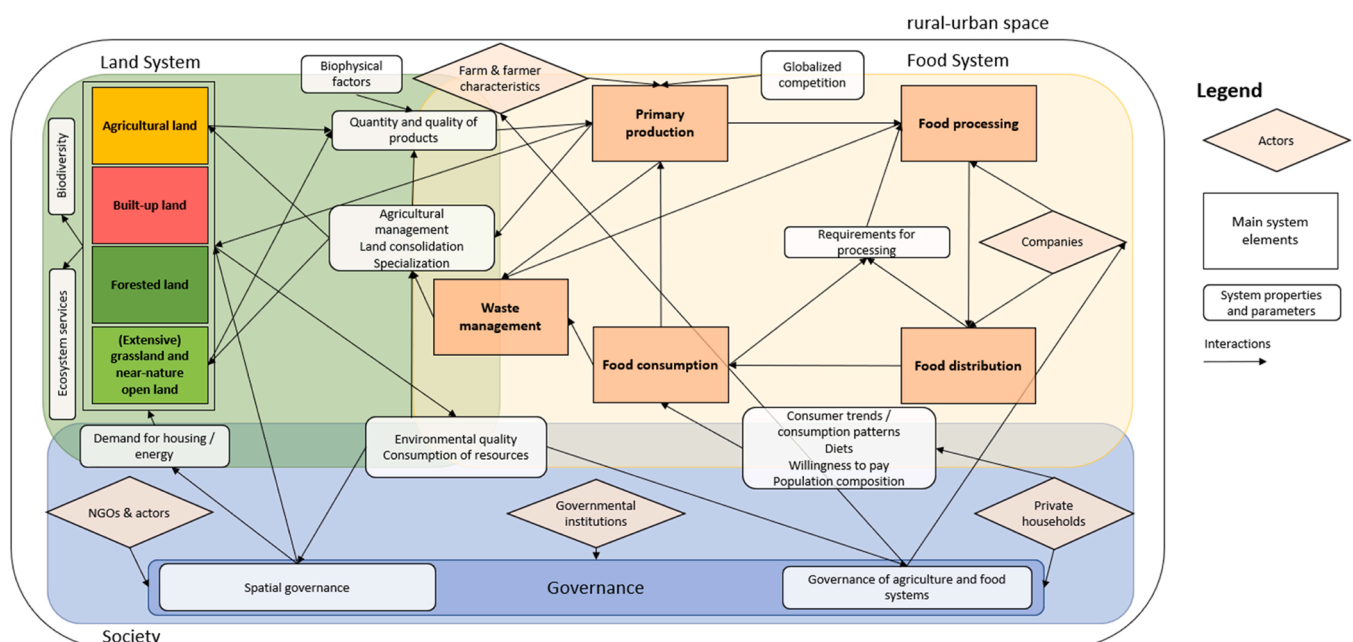 rural-urban space
Land System
Food System
Biophysical
factors
Farm & farmer
characteristics
Globalized
competition
Legend
Actors
Agricultural land
Quantity and quality of
products
Primary
production
Food processing
Biodiversity
Built-up land
Agricultural
management
Land consolidation
Specialization
Requirements for
processing
Companies
Main system
elements
Forested land
Ecosystem services
Waste
management
System properties
and parameters
(Extensive)
grassland and
near-nature
open land
Food consumption
Food distribution
Interactions
Demand for housing /
energy
Environmental quality
Consumption of resources
Consumer trends /
consumption patterns
Diets
Willingness to pay
Population composition
NGOs & actors
Governmental
institutions
Private
households
Spatial governance
Governance
Governance of agriculture and food
systems
Society